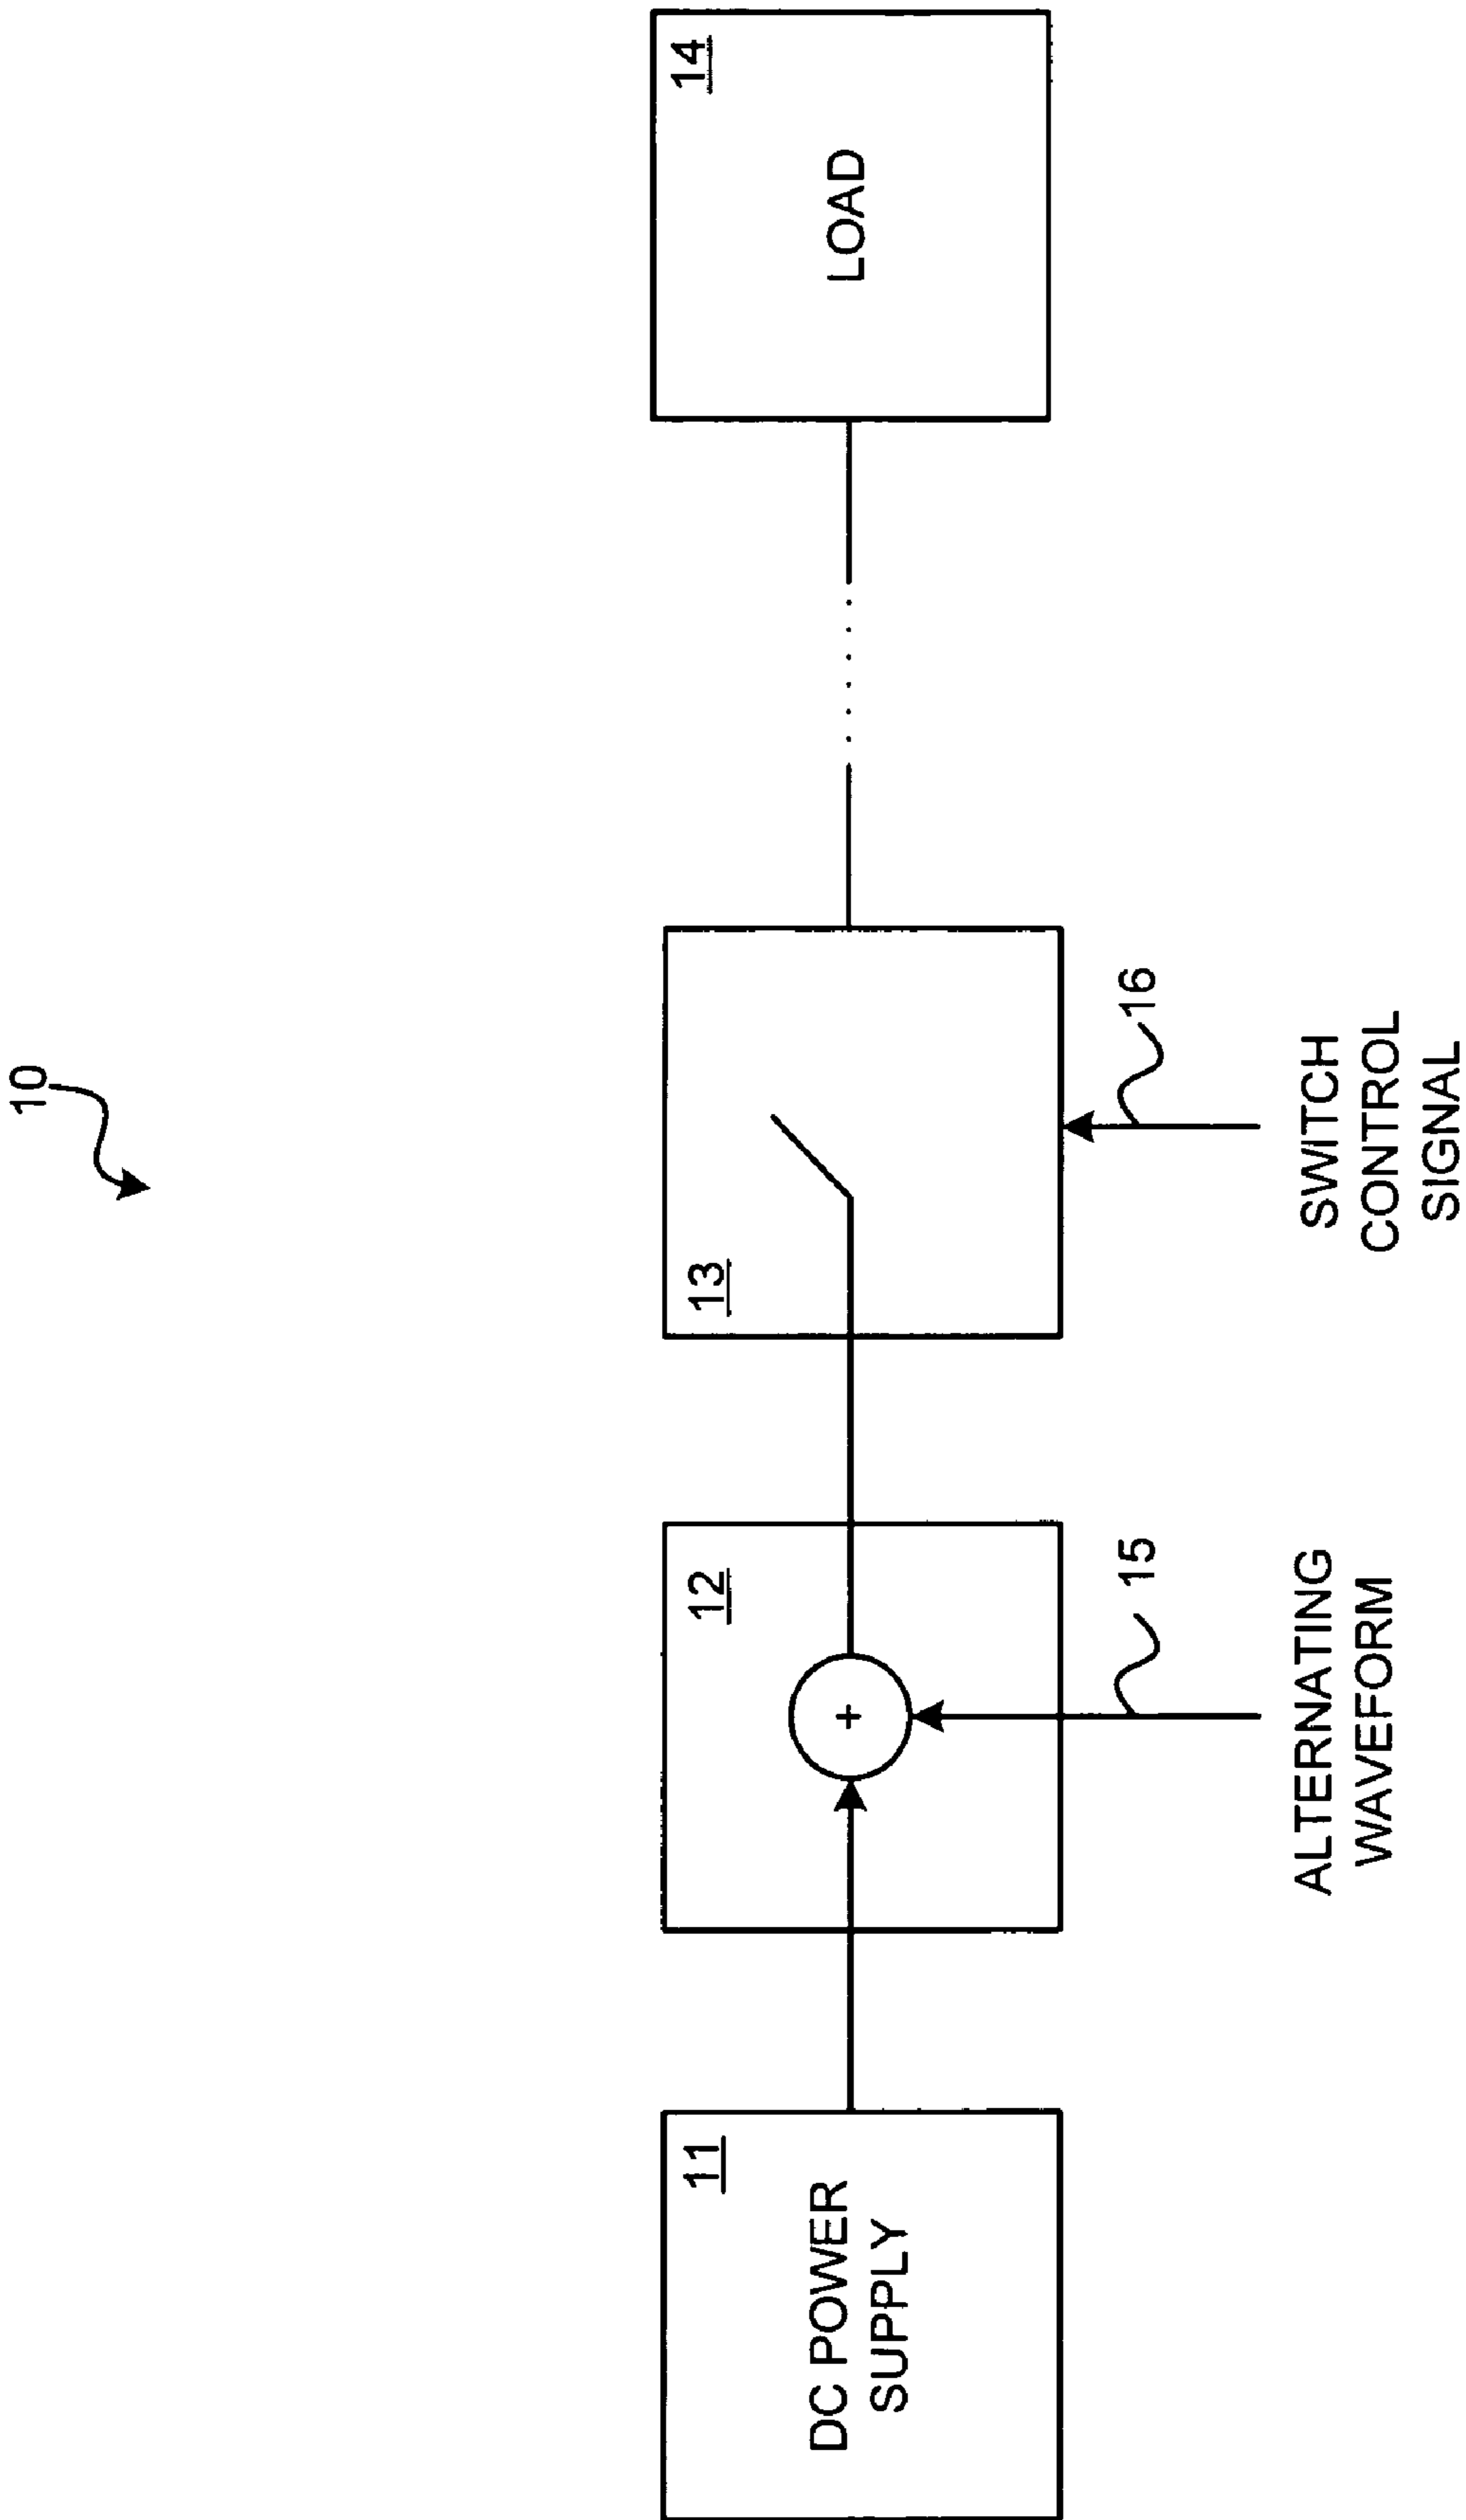 10
11
DC POWER
SUPPLY
12
13
14
LOAD
15
16
ALTERNATING
WAVEFORM
SWITCH
CONTROL
SIGNAL